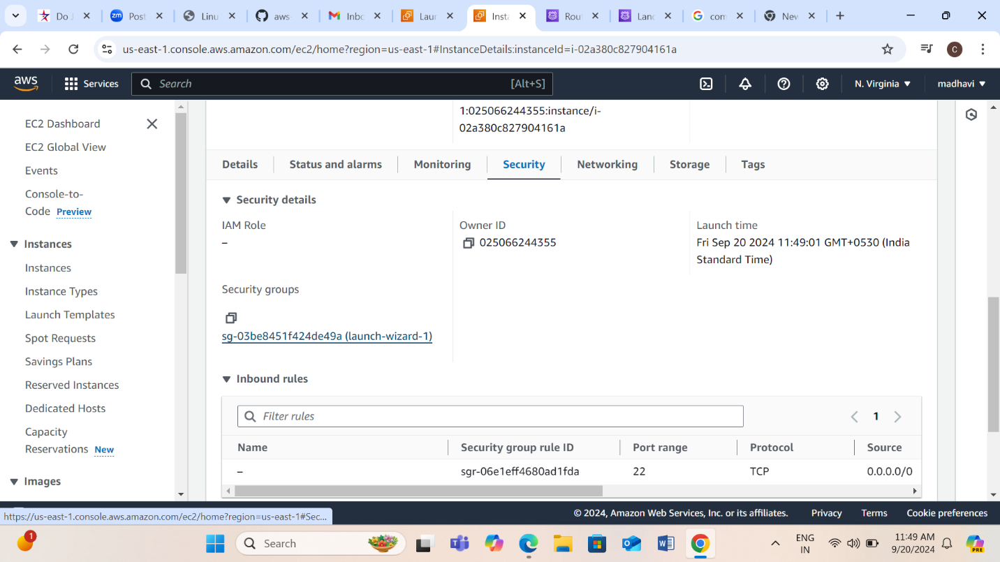 Do J
Post
Linu
aws-
Inbo
Laun
Insta
Rout
Land
com
New
us-east-1.console.aws.amazon.com/ec2/home?region=us-east-1#InstanceDetails:instanceId=i-02a380c827904161a
C
aws
Services
Search
[Alt+S]
N. Virginia
madhavi
EC2 Dashboard
EC2 Global View
Events
Console-to-
Code Preview
Instances
Instances
Instance Types
Launch Templates
Spot Requests
Savings Plans
Reserved Instances
Dedicated Hosts
Capacity
Reservations New
Images
1:025066244355:instance/i-
02a380c827904161a
Details
Status and alarms
Monitoring
Security
Networking
Storage
Tags
Security details
IAM Role
–
Owner ID
025066244355
Launch time
Fri Sep 20 2024 11:49:01 GMT+0530 (India
Standard Time)
Security groups
sg-03be8451f424de49a (launch-wizard-1)
Inbound rules
Filter rules
1
Name Security group rule ID Port range Protocol Source
– sgr-06e1eff4680ad1fda 22 TCP 0.0.0.0/0
https://us-east-1.console.aws.amazon.com/ec2/home?region=us-east-1#Sec...
© 2024, Amazon Web Services, Inc. or its affiliates.
Privacy
Terms
Cookie preferences
1
Search
ENG
IN
11:49 AM
9/20/2024
PRE